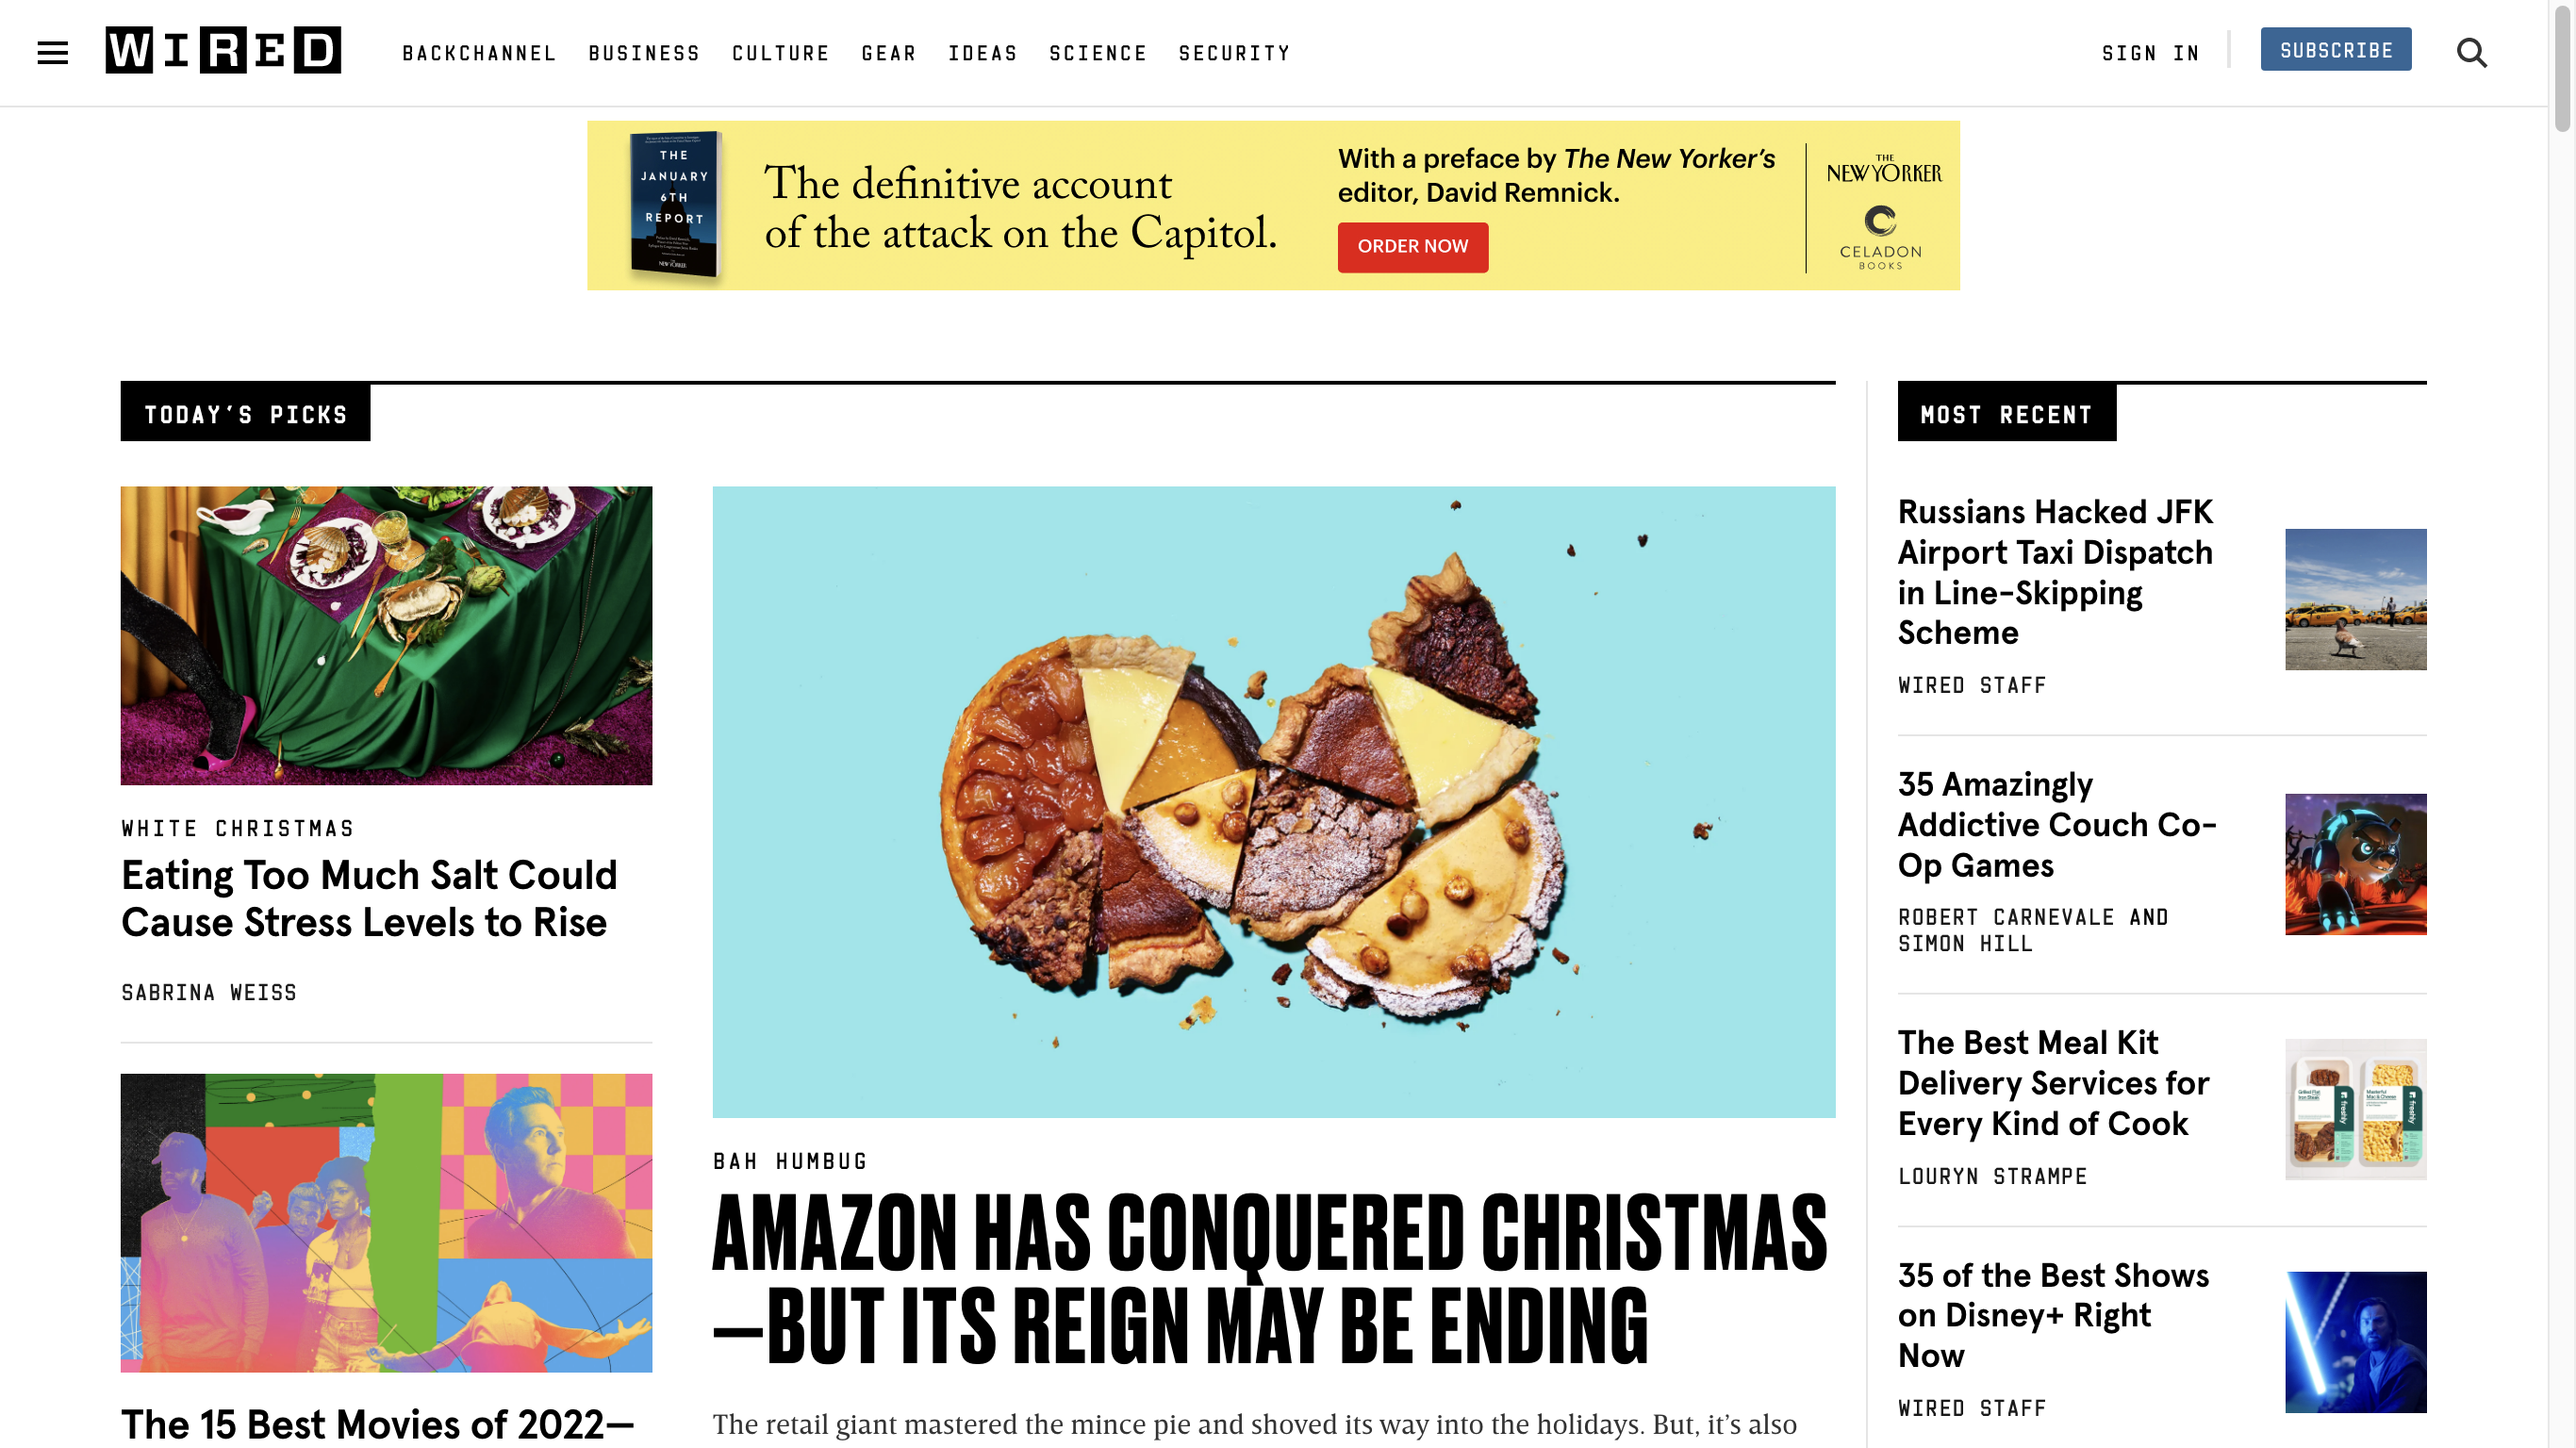 WIRED
BACKCHANNEL BUSINESS CULTURE GEAR IDEAS SCIENCE SECURITY
SIGN IN
SUBSCRIBE
THE
JANUARY
6TH
REPORT
The definitive account
of the attack on the Capitol.
With a preface by The New Yorker's
editor, David Remnick.
ORDER NOW
THE
NEW YORKER
CELADON
BOOKS
TODAY'S PICKS
WHITE CHRISTMAS
Eating Too Much Salt Could
Cause Stress Levels to Rise
SABRINA WEISS
The 15 Best Movies of 2022—
BAH HUMBUG
AMAZON HAS CONQUERED CHRISTMAS
—BUT ITS REIGN MAY BE ENDING
The retail giant mastered the mince pie and shoved its way into the holidays. But, it's also
MOST RECENT
Russians Hacked JFK
Airport Taxi Dispatch
in Line-Skipping
Scheme
WIRED STAFF
35 Amazingly
Addictive Couch Co-
Op Games
ROBERT CARNEVALE AND
SIMON HILL
The Best Meal Kit
Delivery Services for
Every Kind of Cook
LOURYN STRAMPE
freshly
freshly
35 of the Best Shows
on Disney+ Right
Now
WIRED STAFF